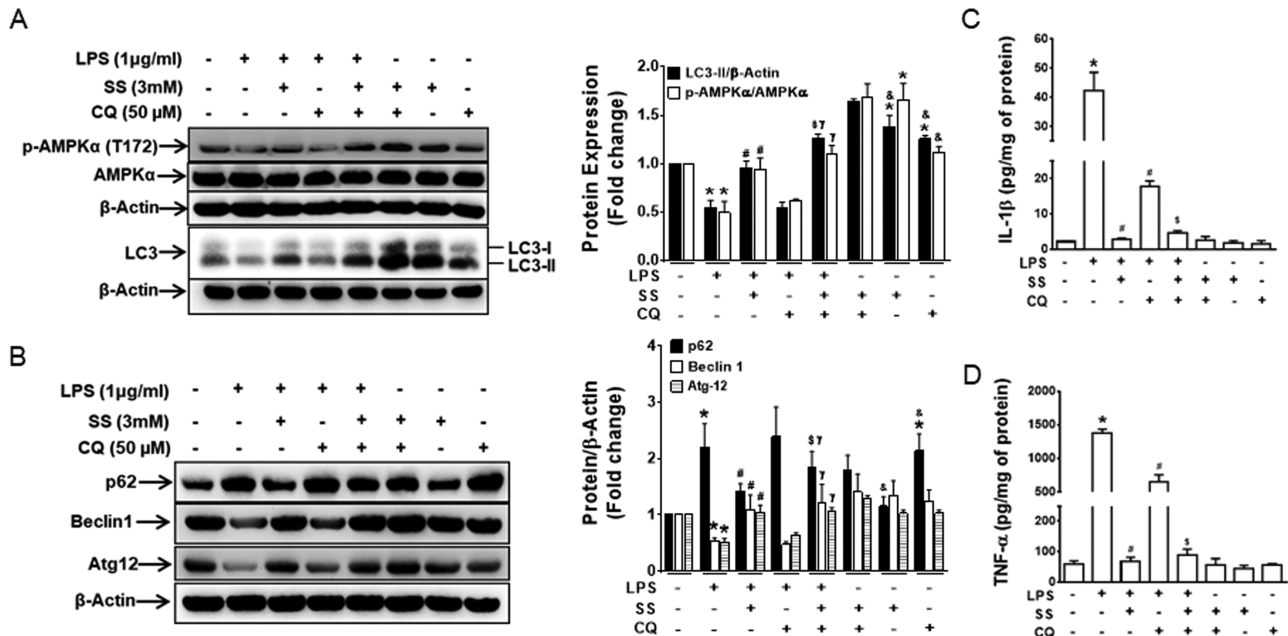 A
LPS (1µg/ml) - + + + + - - -
SS (3mM) - - + - + + + -
CQ (50 µM) - - - + + + - +
p-AMPKα (T172)
AMPKα
β-Actin
LC3
LC3-I
LC3-II
β-Actin
Protein Expression
(Fold change)
2.0
1.5
1.0
0.5
0.0
LC3-II/β-Actin
p-AMPKα/AMPKα
* * # # $ γ γ & * * & * &
LPS - + + + + - - -
SS - - + - + + + -
CQ - - - + + + - +
B
LPS (1µg/ml) - + + + + - - -
SS (3mM) - - + - + + + -
CQ (50 µM) - - - + + + - +
p62
Beclin1
Atg12
β-Actin
Protein/β-Actin
(Fold change)
4
3
2
1
0
p62
Beclin 1
Atg-12
* * * # # # $ γ γ γ & & *
LPS - + + + + - - -
SS - - + - + + + -
CQ - - - + + + - +
C
IL-1β (pg/mg of protein)
60
50
40
30
20
10
0
* # # $
LPS - + + + + - - -
SS - - + - + + + -
CQ - - - + + + - +
D
TNF-α (pg/mg of protein)
2000
1500
1000
500
200
100
0
* # # $
LPS - + + + + - - -
SS - - + - + + + -
CQ - - - + + + - +